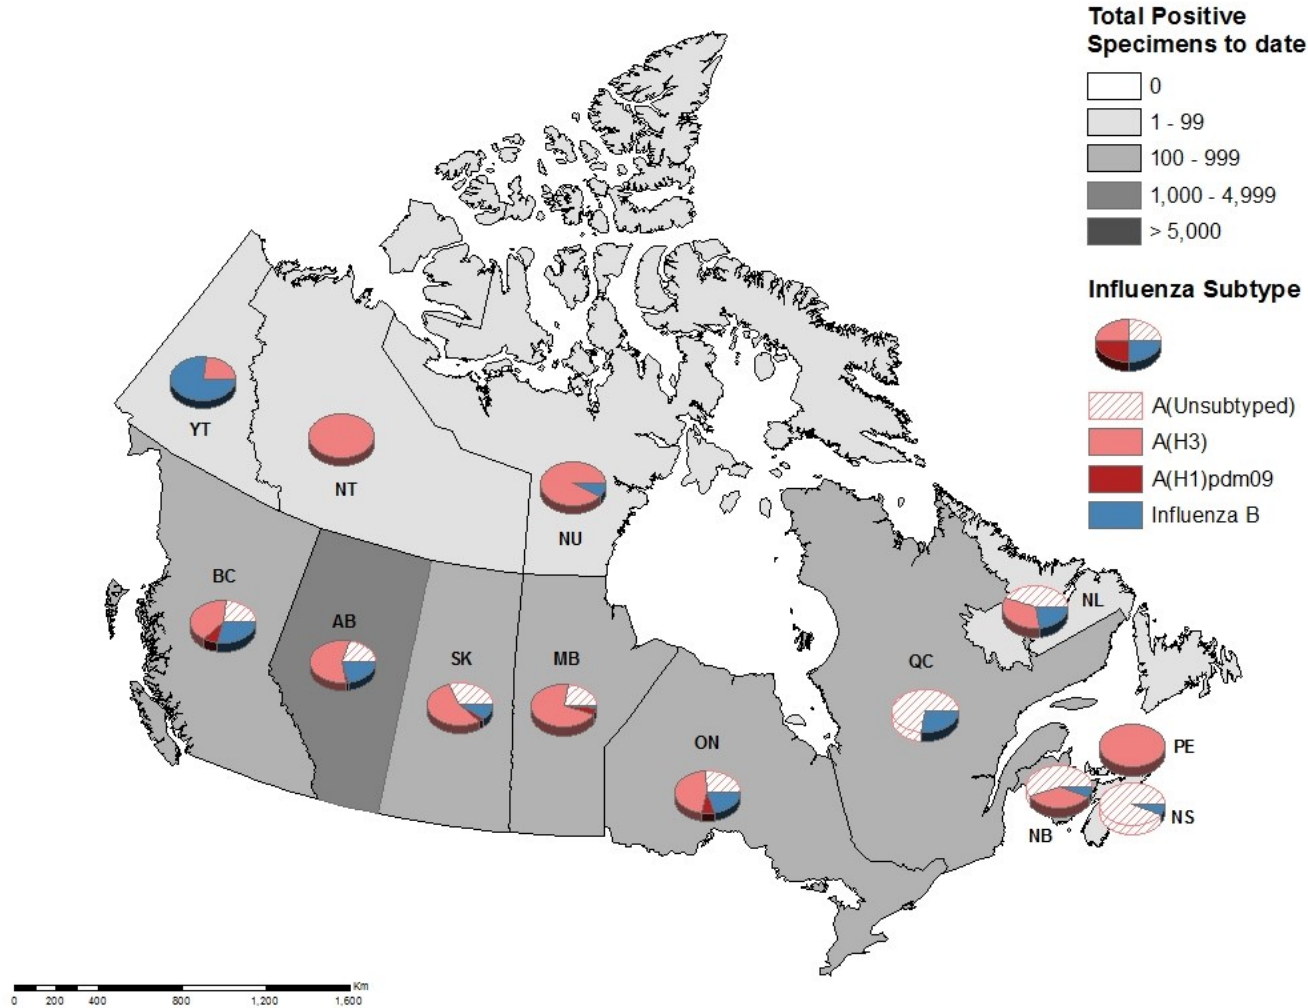 Total Positive
Specimens to date
0
1 - 99
100 - 999
1,000 - 4,999
> 5,000
Influenza Subtype
A(Unsubtyped)
A(H3)
A(H1)pdm09
Influenza B
YT
NT
NU
BC
AB
SK
MB
ON
QC
NL
PE
NS
NB
Km
0 200 400 800 1,200 1,600